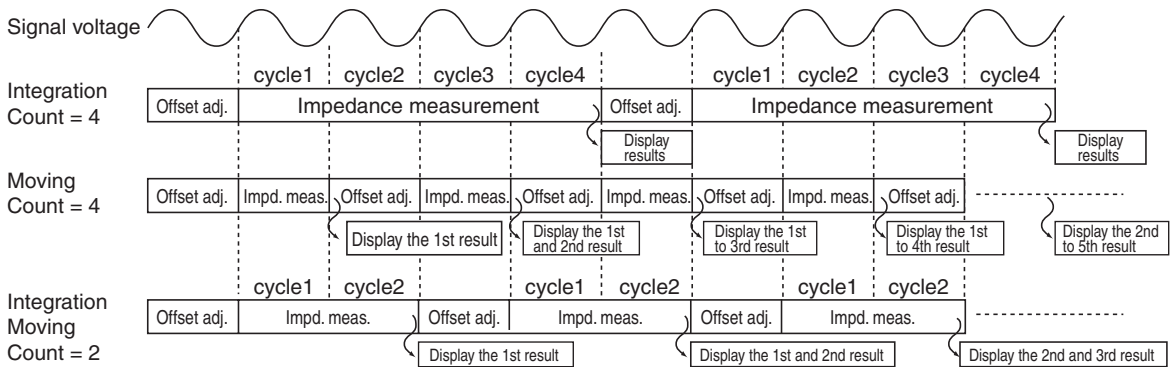 Signal voltage
cycle1 cycle2 cycle3 cycle4 cycle1 cycle2 cycle3 cycle4
Integration
Count = 4
Offset adj. Impedance measurement Offset adj. Impedance measurement
Display
results
Display
results
Moving
Count = 4
Offset adj. Impd. meas. Offset adj. Impd. meas. Offset adj. Impd. meas. Offset adj. Impd. meas. Offset adj.
Display the 1st result
Display the 1st
and 2nd result
Display the 1st
to 3rd result
Display the 1st
to 4th result
Display the 2nd
to 5th result
cycle1 cycle2 cycle1 cycle2 cycle1 cycle2
Integration
Moving
Count = 2
Offset adj. Impd. meas. Offset adj. Impd. meas. Offset adj. Impd. meas.
Display the 1st result
Display the 1st and 2nd result
Display the 2nd and 3rd result